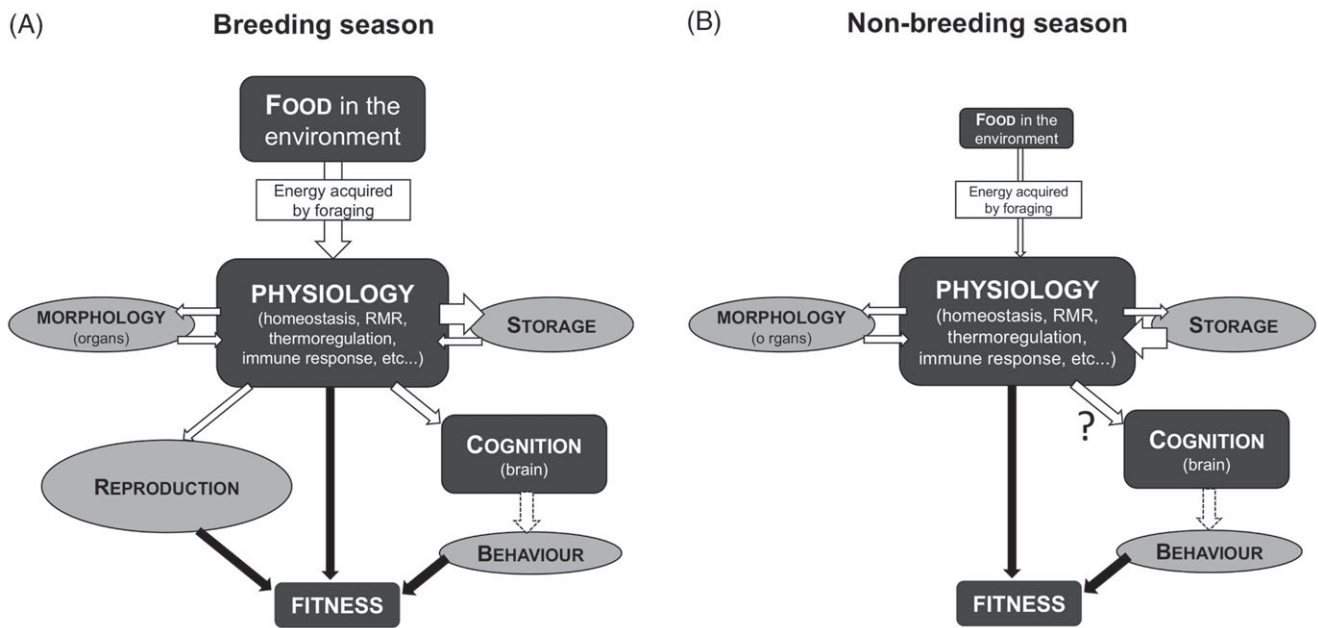 (A)
Breeding season
FOOD in the
environment
Energy acquired
by foraging
PHYSIOLOGY
(homeostasis, RMR,
thermoregulation,
immune response, etc...)
MORPHOLOGY
(organs)
STORAGE
REPRODUCTION
COGNITION
(brain)
BEHAVIOUR
FITNESS
(B)
Non-breeding season
FOOD in the
environment
Energy acquired
by foraging
PHYSIOLOGY
(homeostasis, RMR,
thermoregulation,
immune response, etc...)
MORPHOLOGY
(o rgans)
STORAGE
?
COGNITION
(brain)
BEHAVIOUR
FITNESS